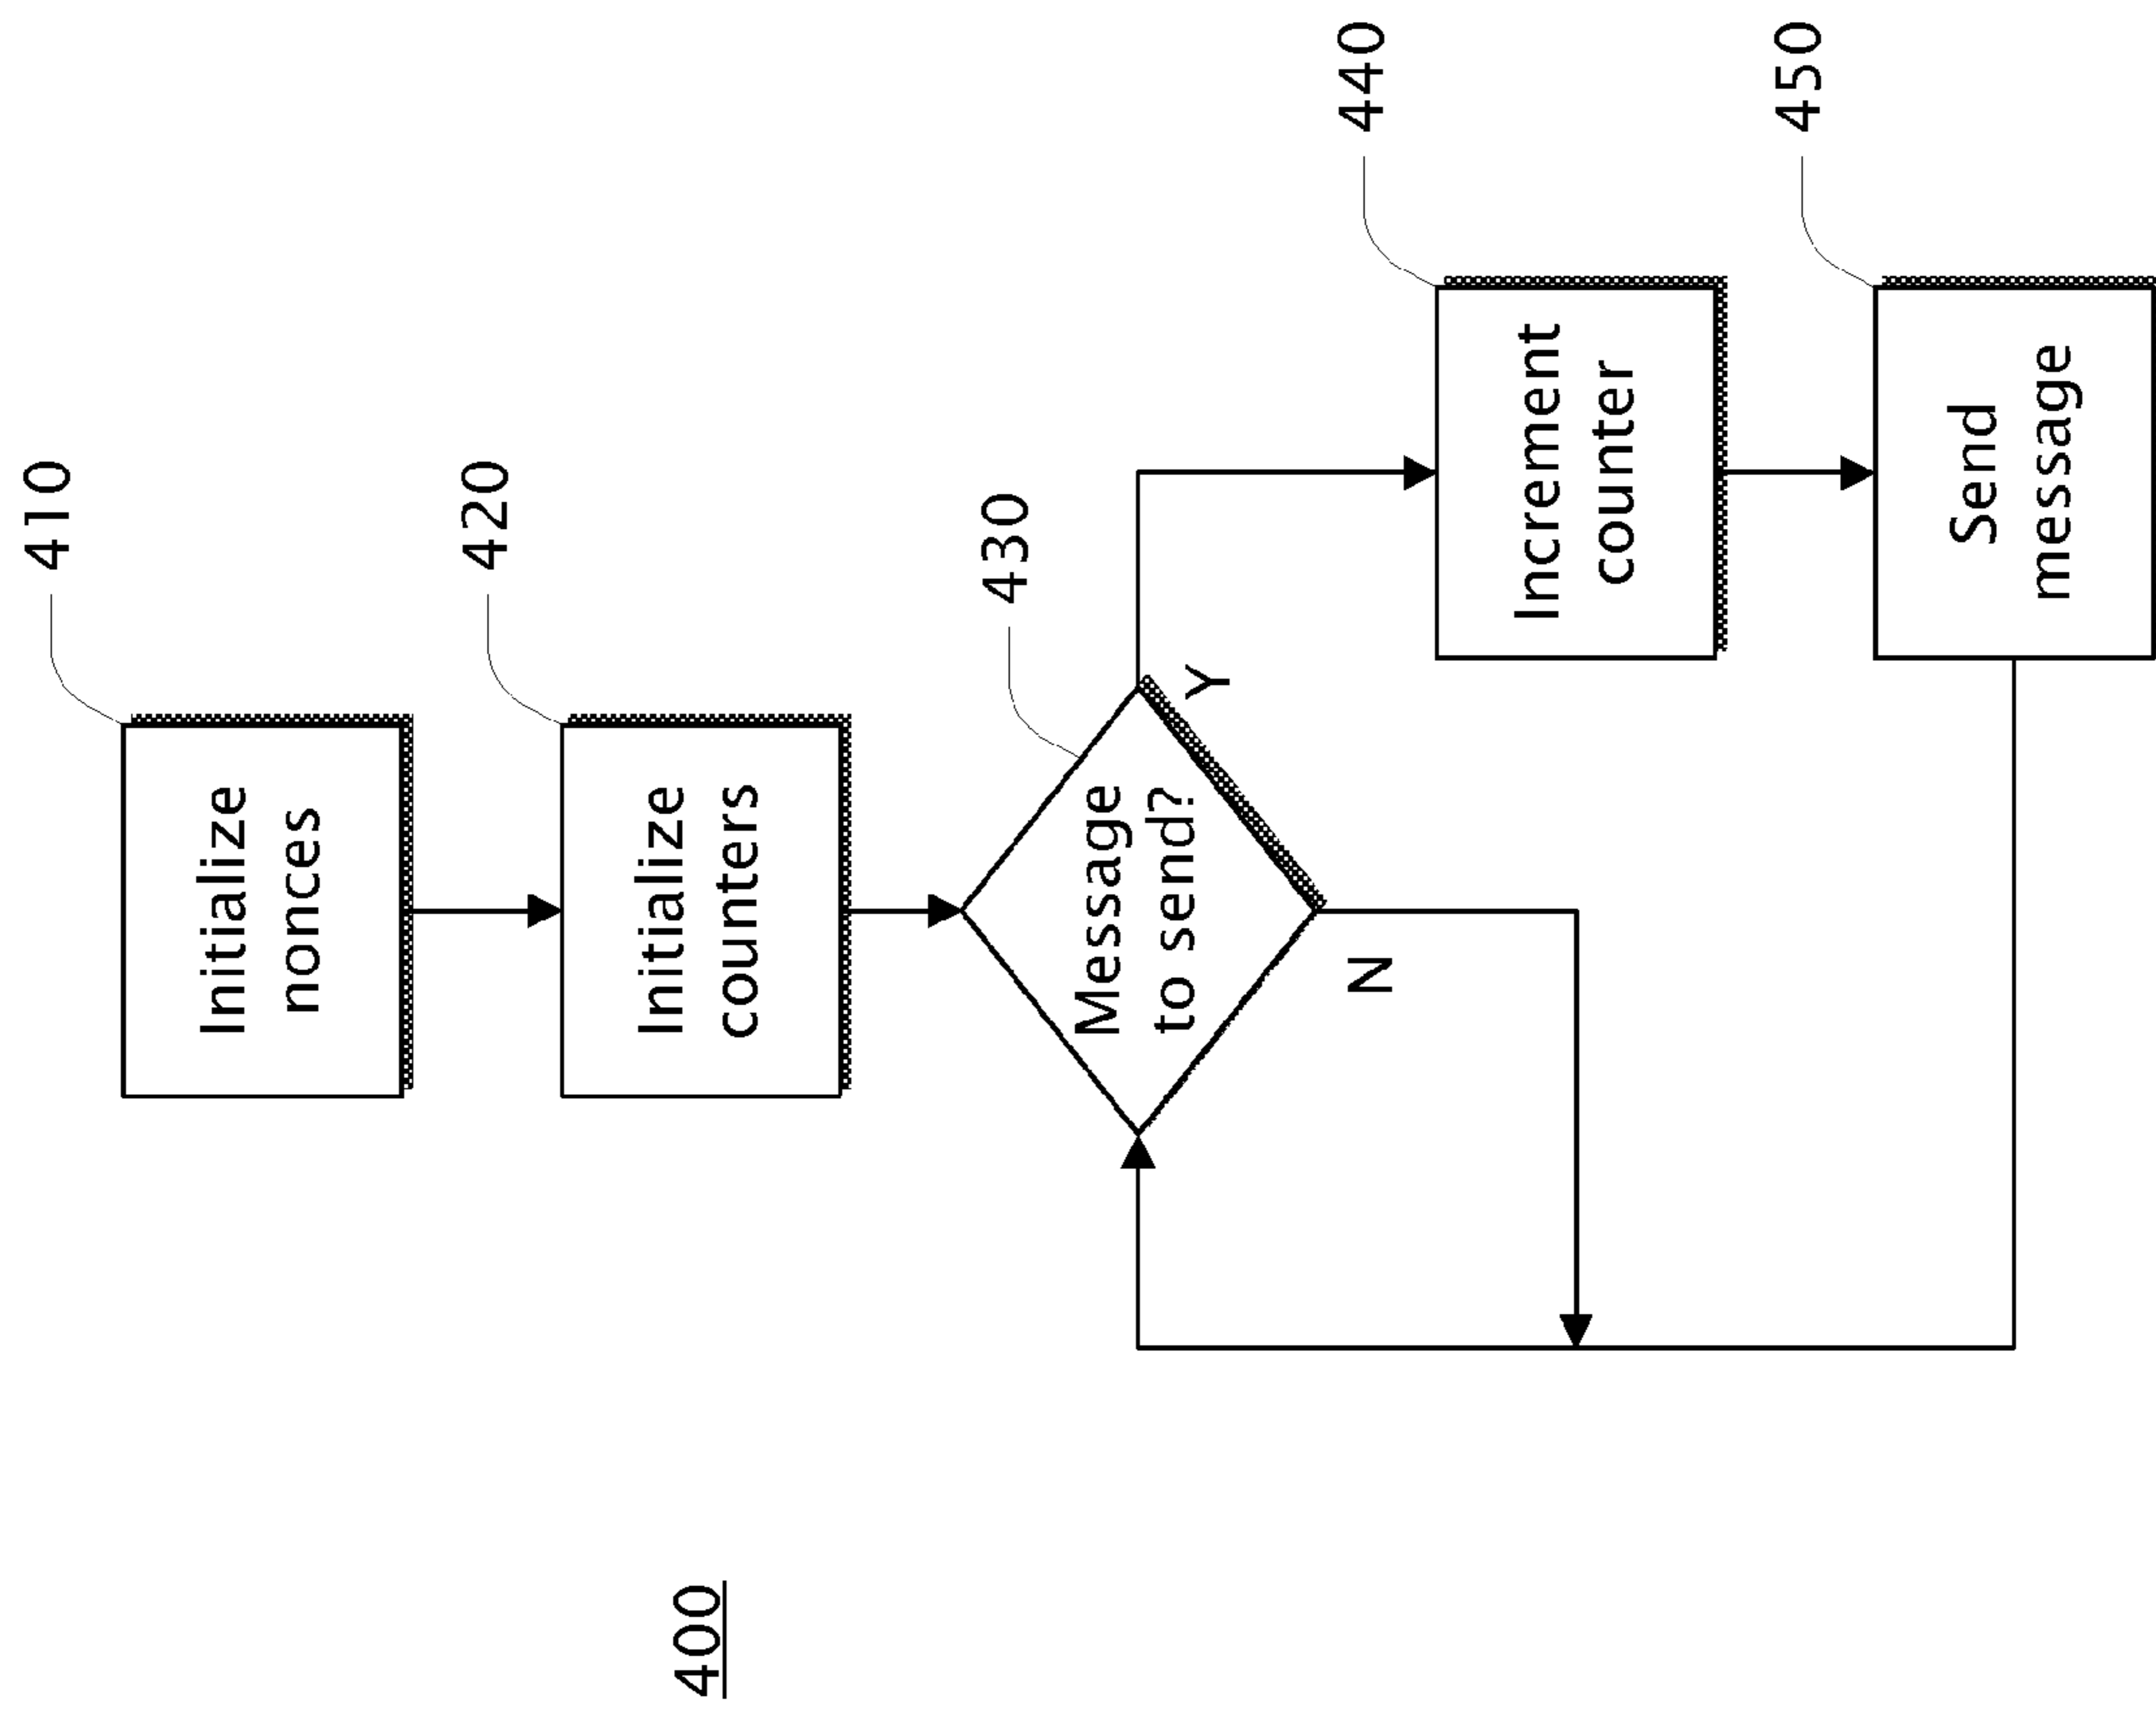 400
410
Initialize
nonces
420
Initialize
counters
430
Message
to send?
Y
N
440
Increment
counter
450
Send
message